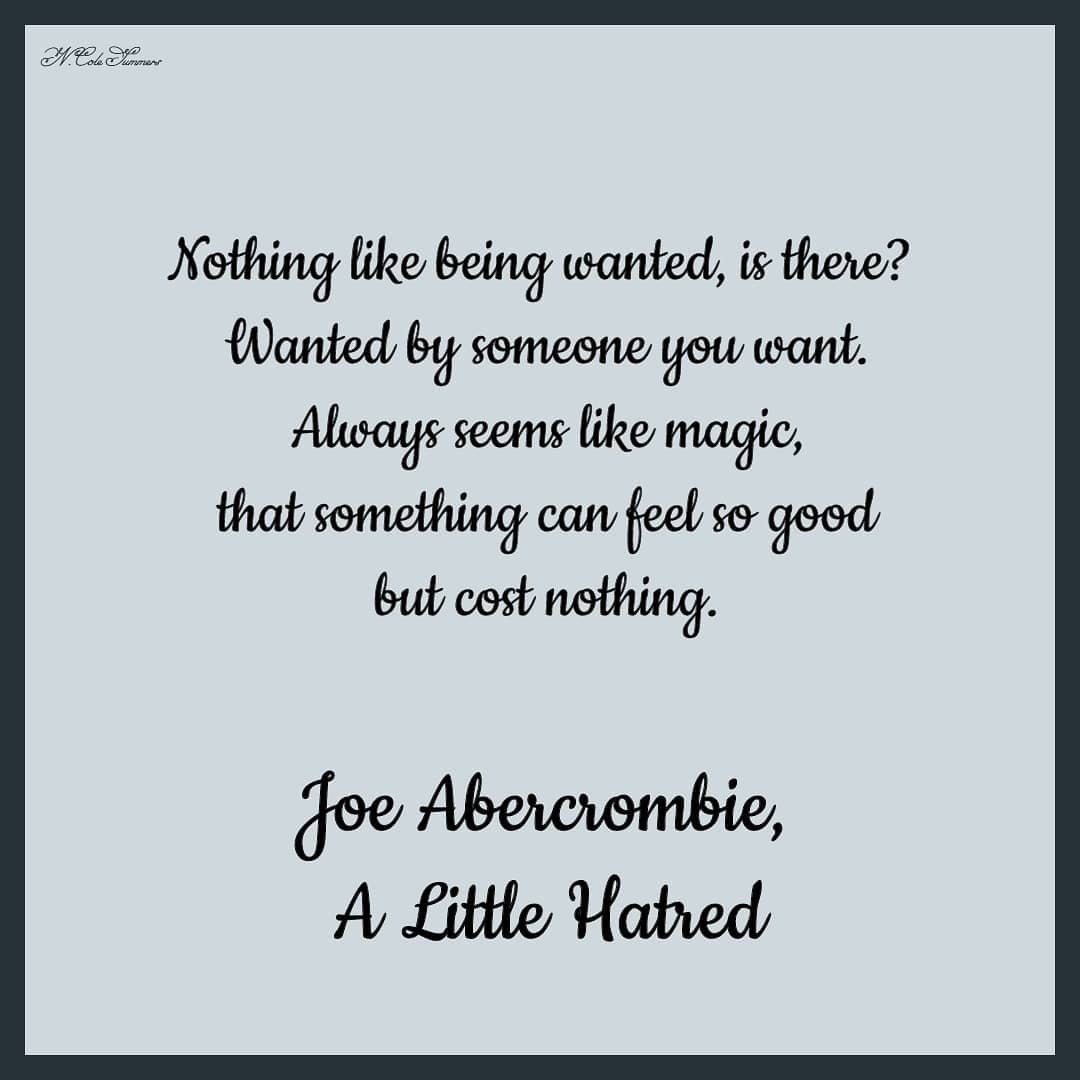 N. Cole Summers
Nothing like being wanted, is there?
Wanted by someone you want.
Always seems like magic,
that something can feel so good
but cost nothing.
Joe Abercrombie,
A Little Hatred